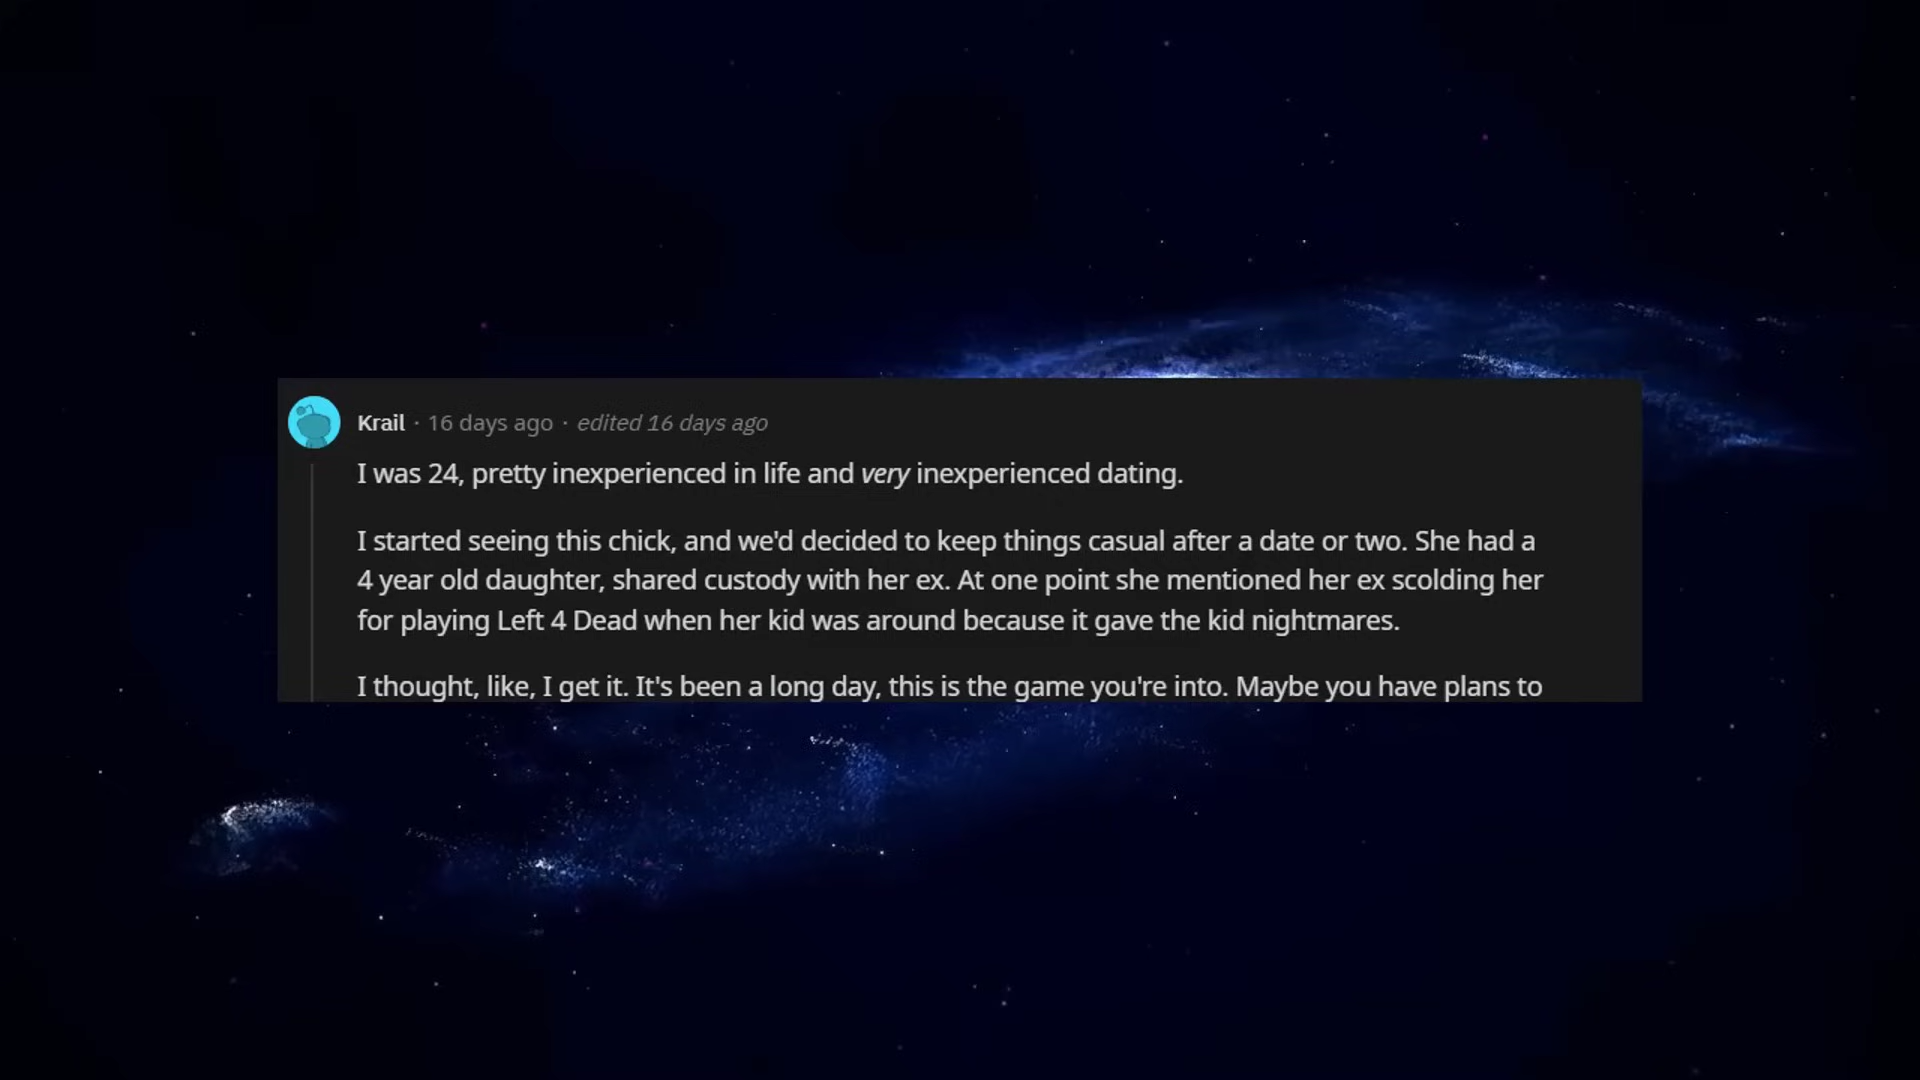 Krail · 16 days ago · edited 16 days ago
I was 24, pretty inexperienced in life and very inexperienced dating.
I started seeing this chick, and we'd decided to keep things casual after a date or two. She had a
4 year old daughter, shared custody with her ex. At one point she mentioned her ex scolding her
for playing Left 4 Dead when her kid was around because it gave the kid nightmares.
I thought, like, I get it. It's been a long day, this is the game you're into. Maybe you have plans to